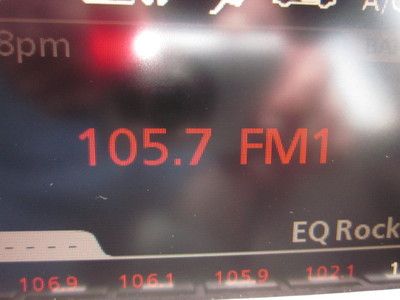 8pm
A/C
105.7 FM1
EQ Rock
- - - - -
106.9 106.1 105.9 102.1